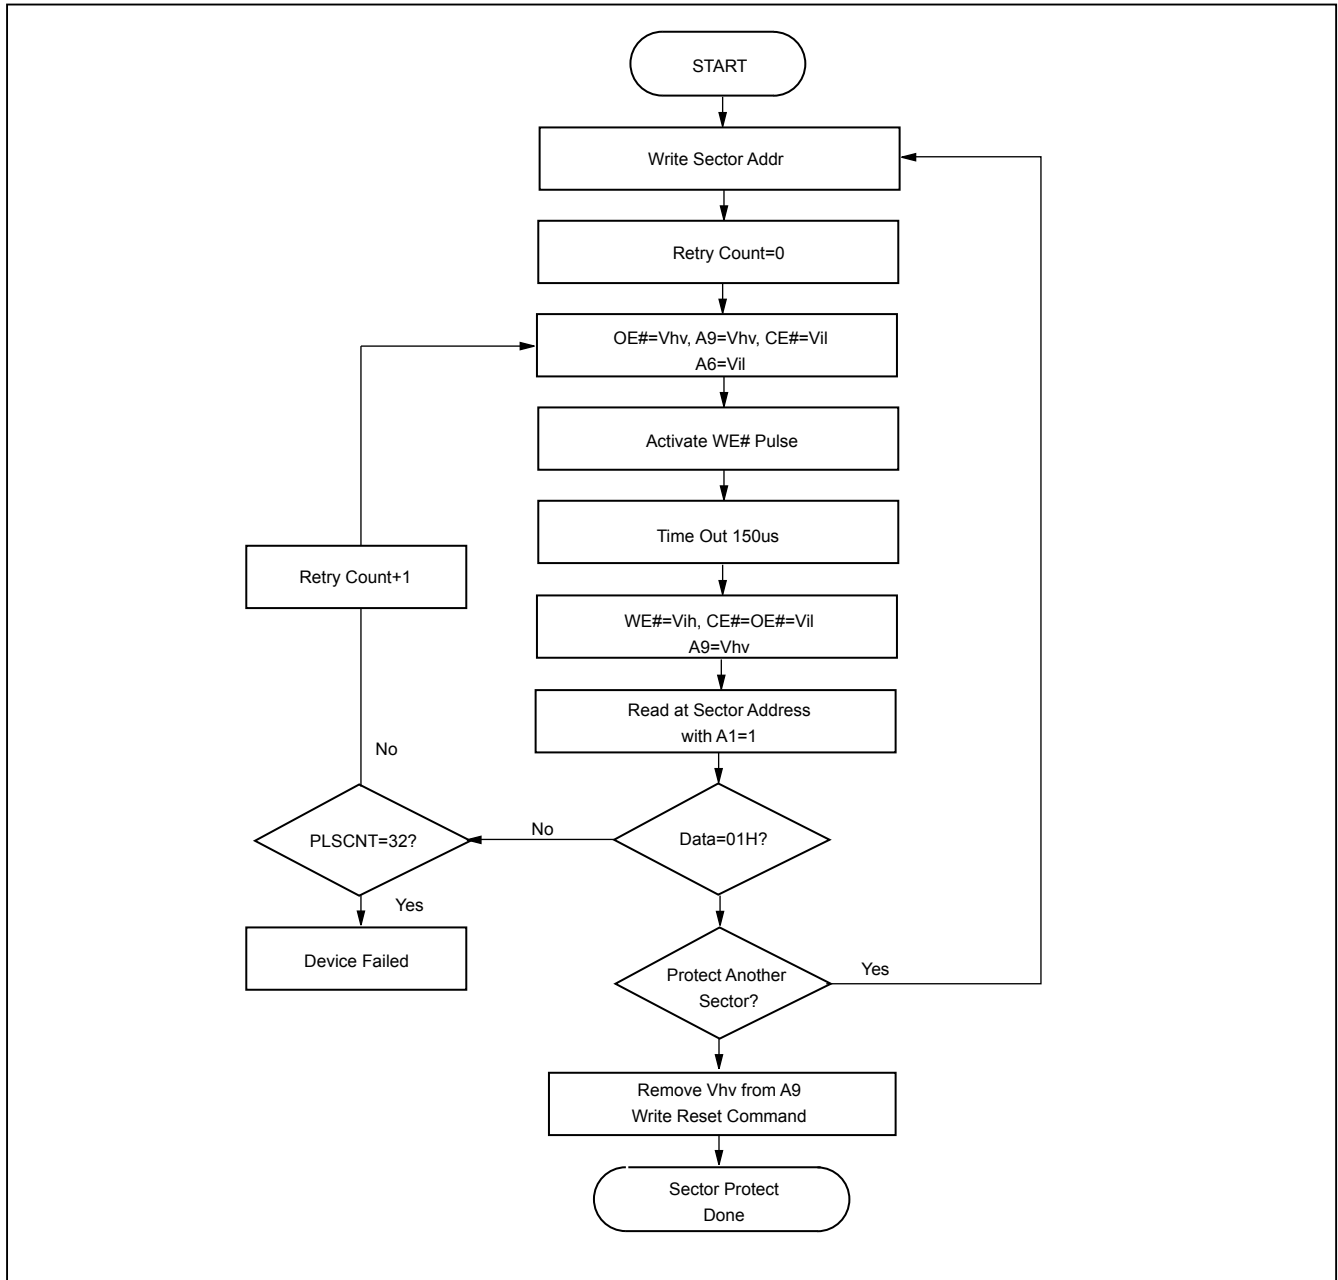 START
Write Sector Addr
Retry Count=0
OE#=Vhv, A9=Vhv, CE#=Vil
A6=Vil
Activate WE# Pulse
Time Out 150us
Retry Count+1
WE#=Vih, CE#=OE#=Vil
A9=Vhv
Read at Sector Address
with A1=1
No
PLSCNT=32?
No
Data=01H?
Yes
Device Failed
Protect Another
Sector?
Yes
Remove Vhv from A9
Write Reset Command
Sector Protect
Done